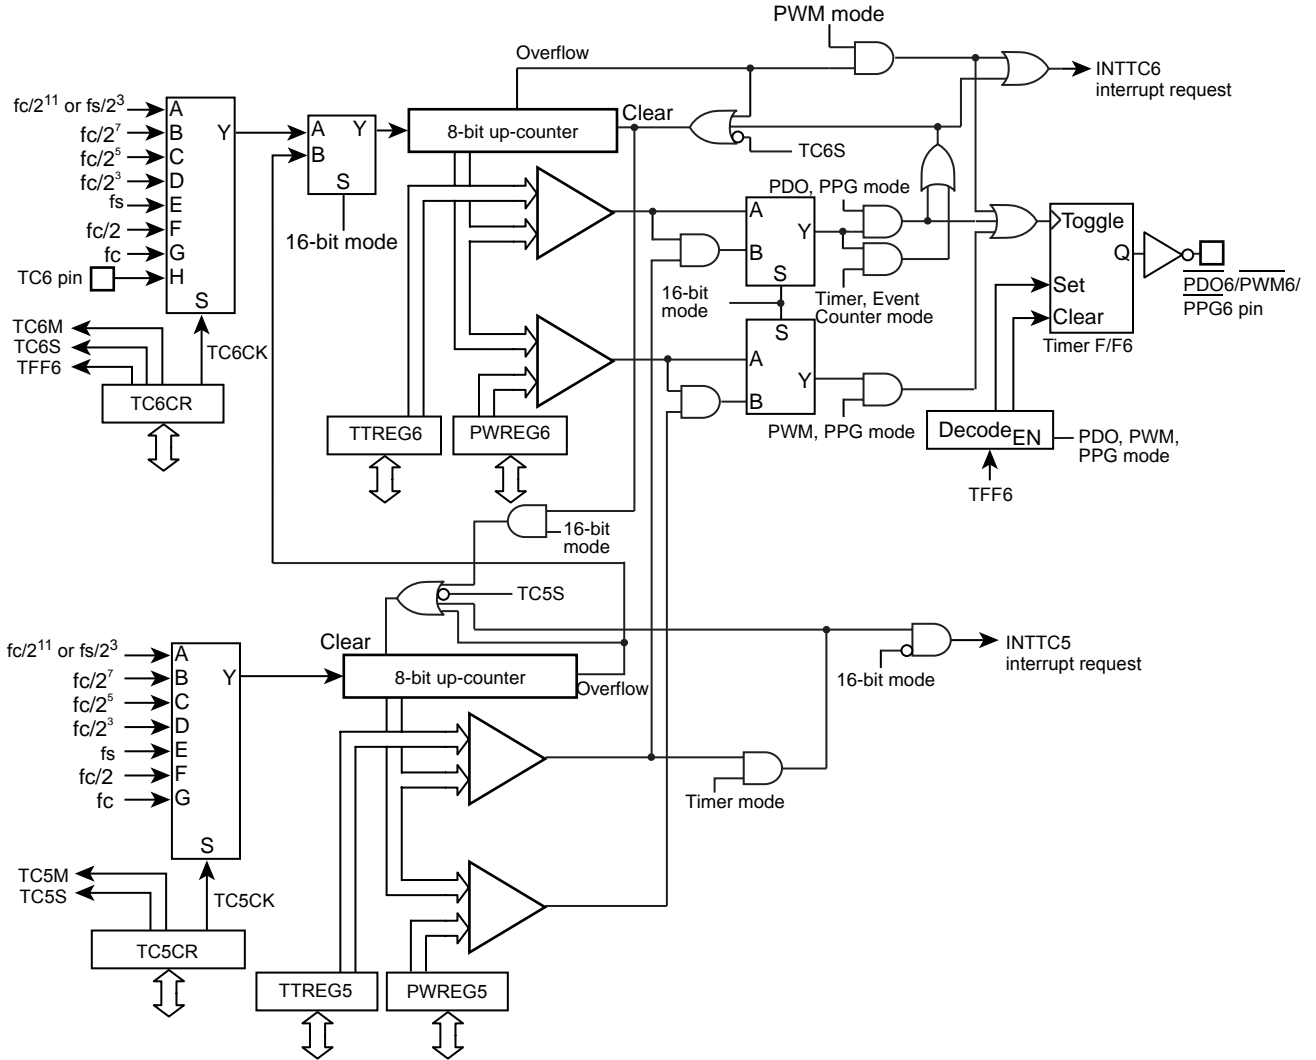 PWM mode
Overflow
INTTC6
interrupt request
fc/2¹¹ or fs/2³
fc/2⁷
fc/2⁵
fc/2³
fs
fc/2
fc
TC6 pin
A
B
C
D
E
F
G
H
Y
S
A
B
Y
S
16-bit mode
8-bit up-counter
Clear
TC6S
PDO, PPG mode
A
B
Y
S
16-bit
mode
Timer, Event
Counter mode
S
A
B
Y
PWM, PPG mode
Toggle
Q
Set
Clear
Timer F/F6
PDO6/PWM6/
PPG6 pin
Decode EN
PDO, PWM,
PPG mode
TFF6
TC6M
TC6S
TFF6
TC6CK
TC6CR
TTREG6
PWREG6
16-bit
mode
TC5S
Clear
8-bit up-counter
Overflow
fc/2¹¹ or fs/2³
fc/2⁷
fc/2⁵
fc/2³
fs
fc/2
fc
A
B
C
D
E
F
G
Y
S
INTTC5
interrupt request
16-bit mode
Timer mode
TC5M
TC5S
TC5CK
TC5CR
TTREG5
PWREG5